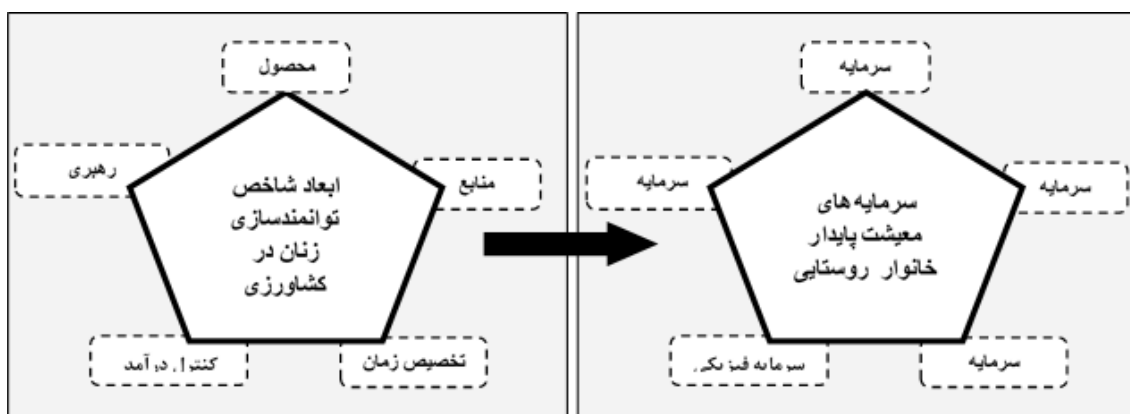 محصول
رهبری
منابع
ابعاد شاخص
توانمندسازی
زنان در
کشاورزی
کنترل درآمد
تخصیص زمان
سرمایه
سرمایه
سرمایه
سرمایه های
معیشت پایدار
خانوار روستایی
سرمایه فیزیکی
سرمایه